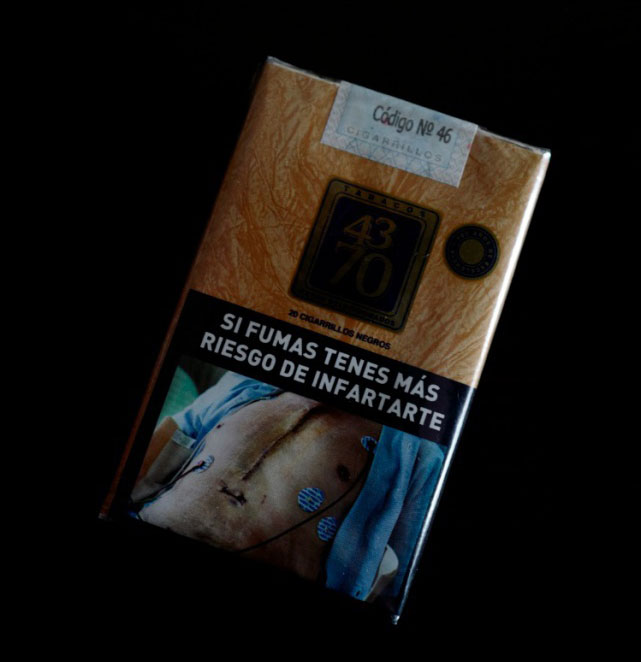 Código Nº 46
CIGARRILLOS
TABACOS
43
70
20 CIGARRILLOS NEGROS
SI FUMAS TENES MÁS
RIESGO DE INFARTARTE